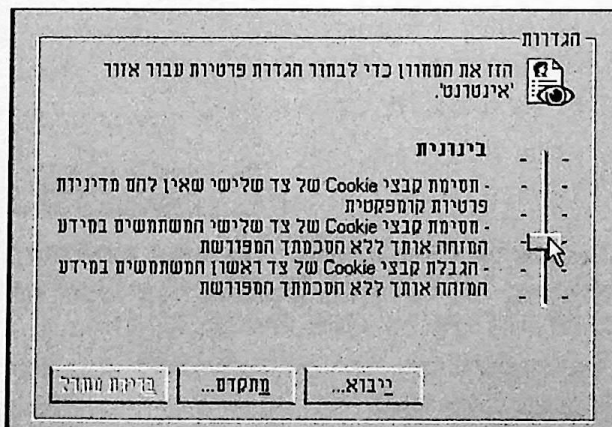 הגדרות
הזז את המחוון כדי לבחור הגדרת פרטיות עבור אזור
'אינטרנט'.
בינונית
- חסימת קבצי Cookie של צד שלישי שאין להם מדיניות
פרטיות קומפקטית
- חסימת קבצי Cookie של צד שלישי המשתמשים במידע
המזהה אותך ללא הסכמתך המפורשת
- הגבלת קבצי Cookie של צד ראשון המשתמשים במידע
המזהה אותך ללא הסכמתך המפורשת
ייבוא...
מתקדם...
ברירת מחדל